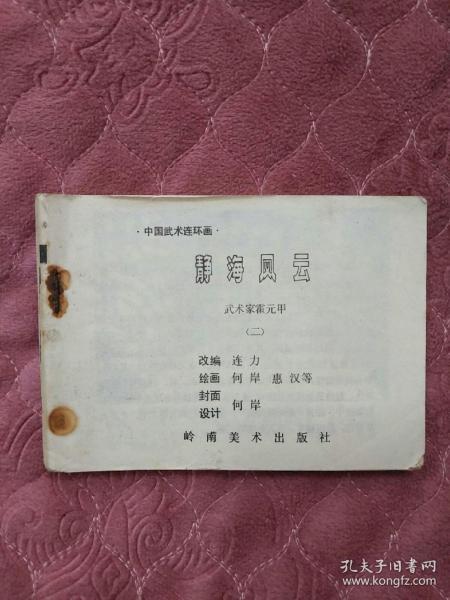 ·中国武术连环画·
静海风云
武术家霍元甲
（二）
改编 连力
绘画 何岸 惠汉等
封面
设计 何岸
岭南美术出版社
孔夫子旧书网
www.kongfz.com